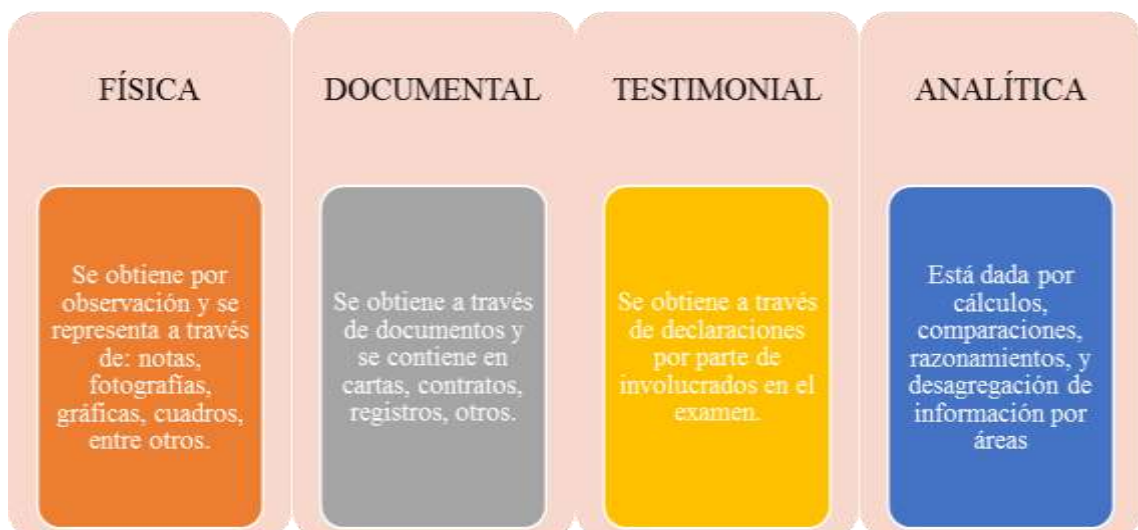 FÍSICA
Se obtiene por
observación y se
representa a través
de: notas,
fotografías,
gráficas, cuadros,
entre otros.
DOCUMENTAL
Se obtiene a través
de documentos y
se contiene en
cartas, contratos,
registros, otros.
TESTIMONIAL
Se obtiene a través
de declaraciones
por parte de
involucrados en el
examen.
ANALÍTICA
Está dada por
cálculos,
comparaciones,
razonamientos, y
desagregación de
información por
áreas